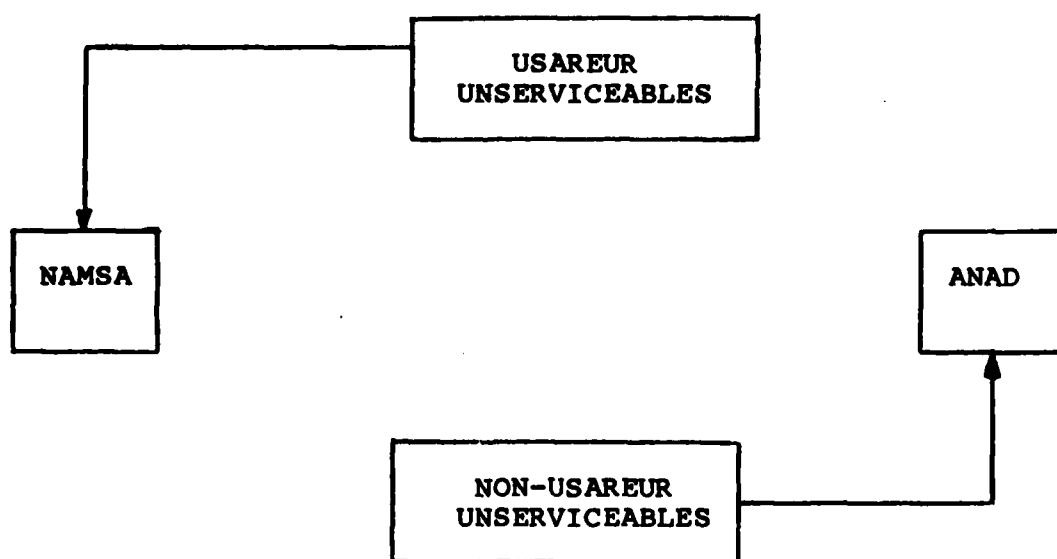 USAREUR
UNSERVICEABLES
NAMSA
ANAD
NON-USAREUR
UNSERVICEABLES